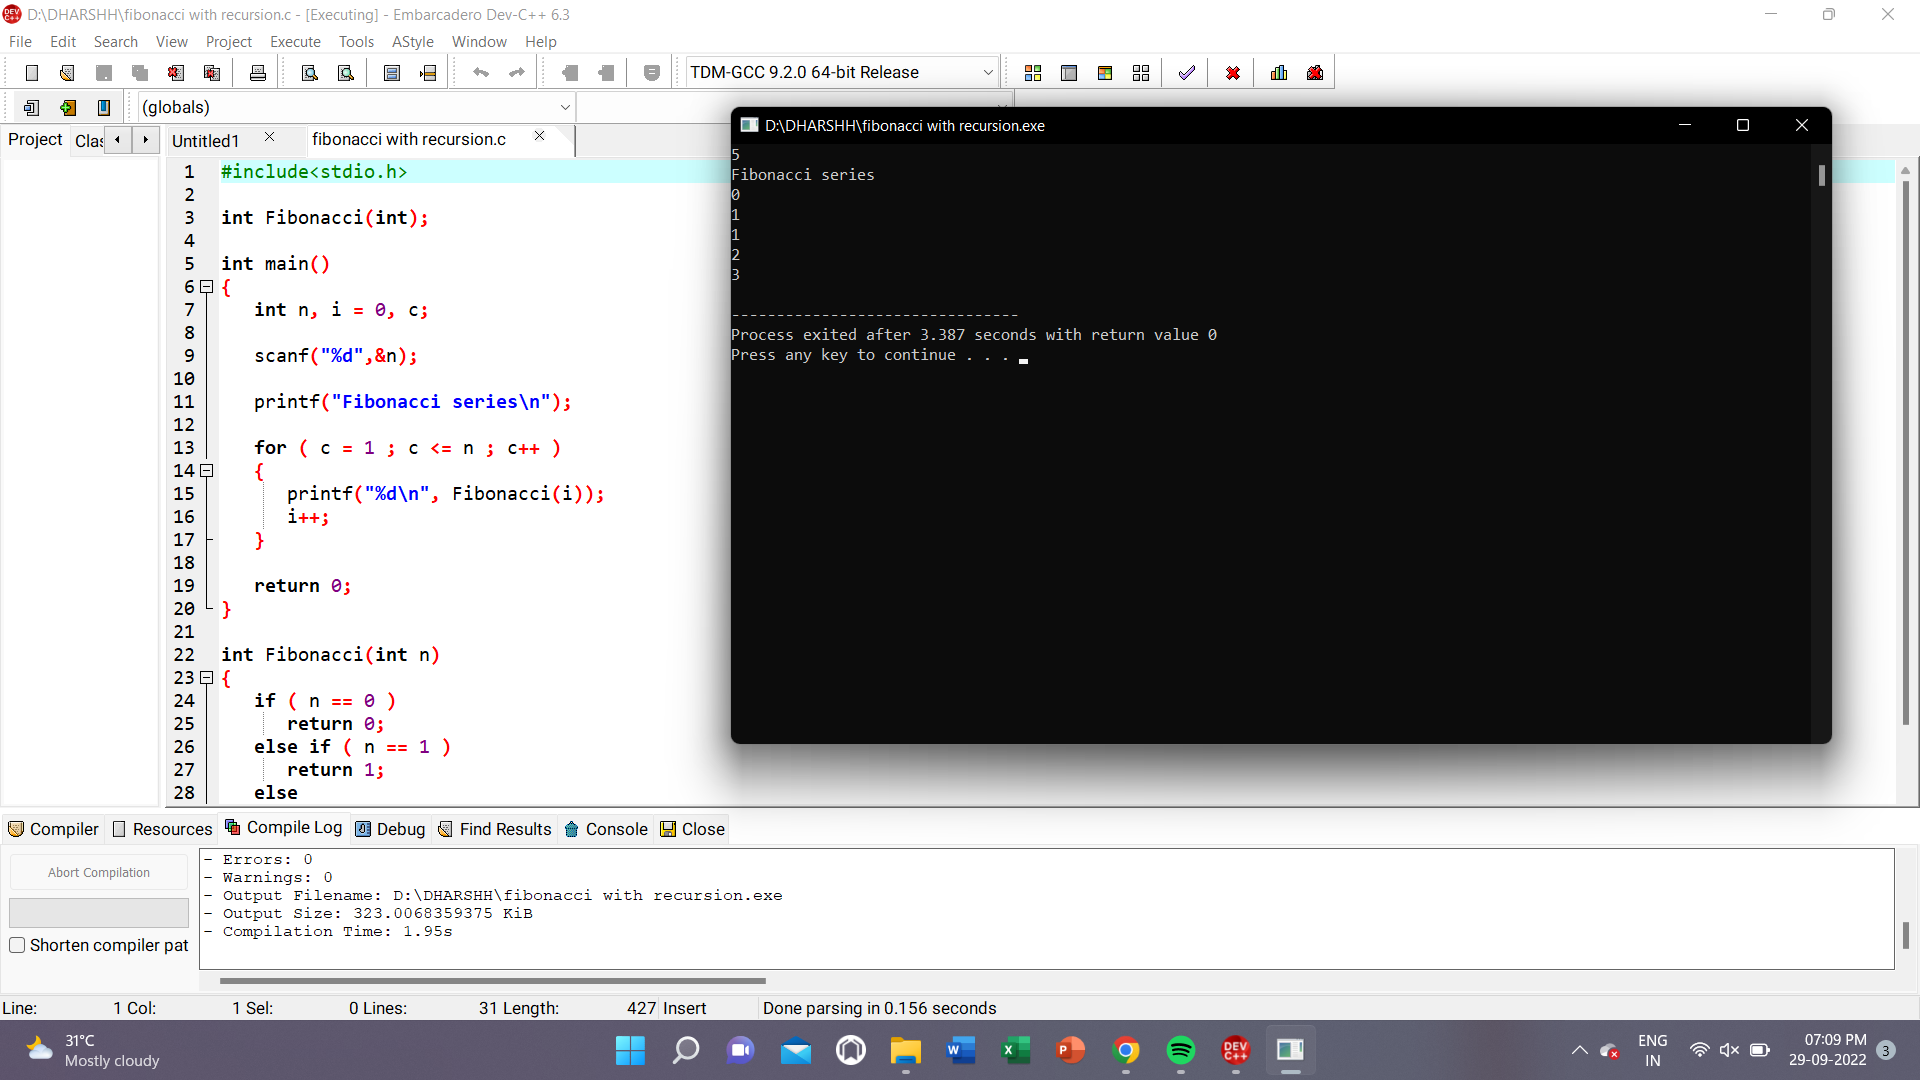 D:\DHARSHH\fibonacci with recursion.c - [Executing] - Embarcadero Dev-C++ 6.3
File Edit Search View Project Execute Tools AStyle Window Help
TDM-GCC 9.2.0 64-bit Release
(globals)
Project Clas Untitled1 fibonacci with recursion.c
1 #include<stdio.h>
2
3 int Fibonacci(int);
4
5 int main()
6 {
7 int n, i = 0, c;
8
9 scanf("%d",&n);
10
11 printf("Fibonacci series\n");
12
13 for ( c = 1 ; c <= n ; c++ )
14 {
15 printf("%d\n", Fibonacci(i));
16 i++;
17 }
18
19 return 0;
20 }
21
22 int Fibonacci(int n)
23 {
24 if ( n == 0 )
25 return 0;
26 else if ( n == 1 )
27 return 1;
28 else
D:\DHARSHH\fibonacci with recursion.exe
5
Fibonacci series
0
1
1
2
3
--------------------------------
Process exited after 3.387 seconds with return value 0
Press any key to continue . . .
Compiler Resources Compile Log Debug Find Results Console Close
Abort Compilation
Shorten compiler pat
- Errors: 0
- Warnings: 0
- Output Filename: D:\DHARSHH\fibonacci with recursion.exe
- Output Size: 323.0068359375 KiB
- Compilation Time: 1.95s
Line: 1 Col: 1 Sel: 0 Lines: 31 Length: 427 Insert Done parsing in 0.156 seconds
31°C
Mostly cloudy
DEV
C++
ENG
IN
07:09 PM
29-09-2022
3